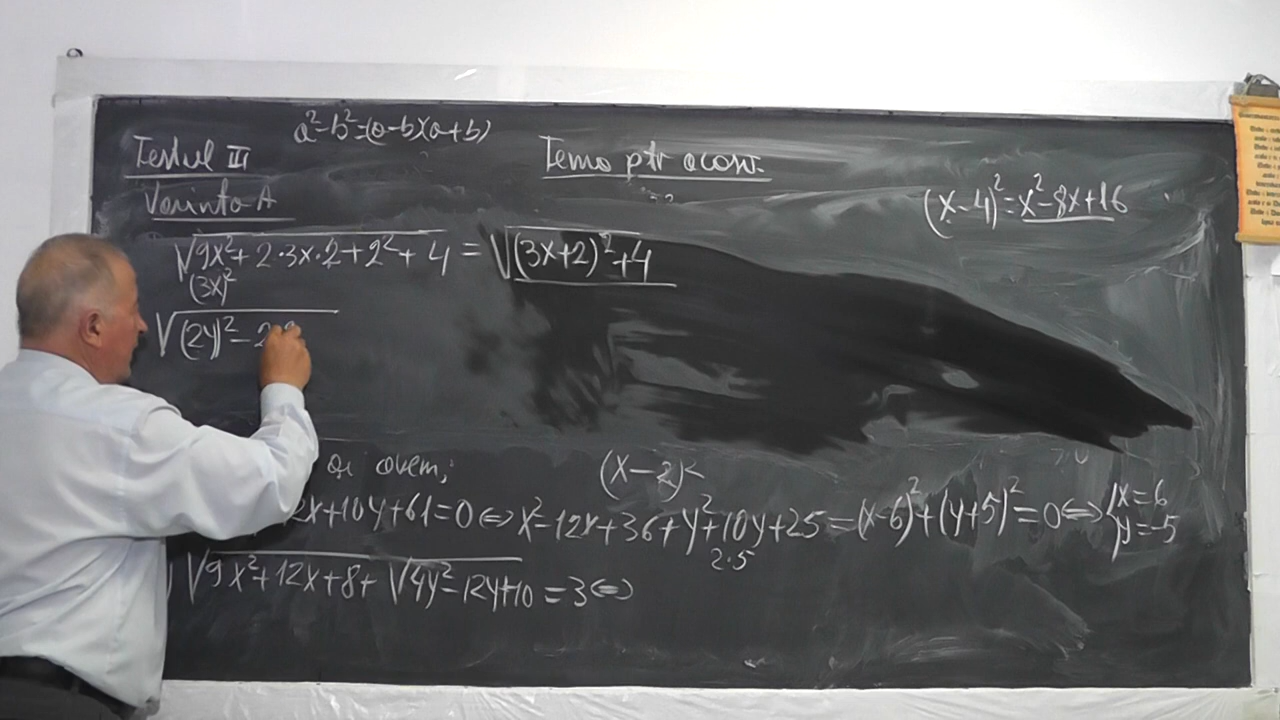 a²-b²=(a-b)(a+b)
Testul III
Tema ptr acasă.
Varianta A
(x-4)²=x²-8x+16
√9x²+2·3x·2+2²+4 = √(3x+2)²+4
(3x)²
√(2y)²-2
și avem;
(x-2)
2x+10y+61=0⇔x²-12x+36+y²+10y+25=(x-6)²+(y+5)²=0⇔{x=6
y=-5
2·5
√9x²+12x+8+√4y²-12y+10=3⇔